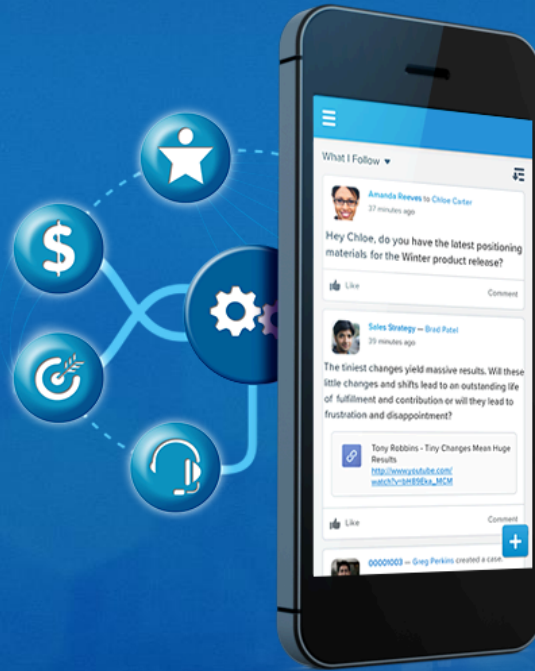 What I Follow
Amanda Reeves to Chloe Carter
37 minutes ago
Hey Chloe, do you have the latest positioning
materials for the Winter product release?
Like
Comment
Sales Strategy — Brad Patel
39 minutes ago
The tiniest changes yield massive results. Will these
little changes and shifts lead to an outstanding life
of fulfillment and contribution or will they lead to
frustration and disappointment?
Tony Robbins - Tiny Changes Mean Huge
Results
http://www.youtube.com/
watch?v=bH89Eka_MCM
Like
Comment
00001003 — Greg Perkins created a case.